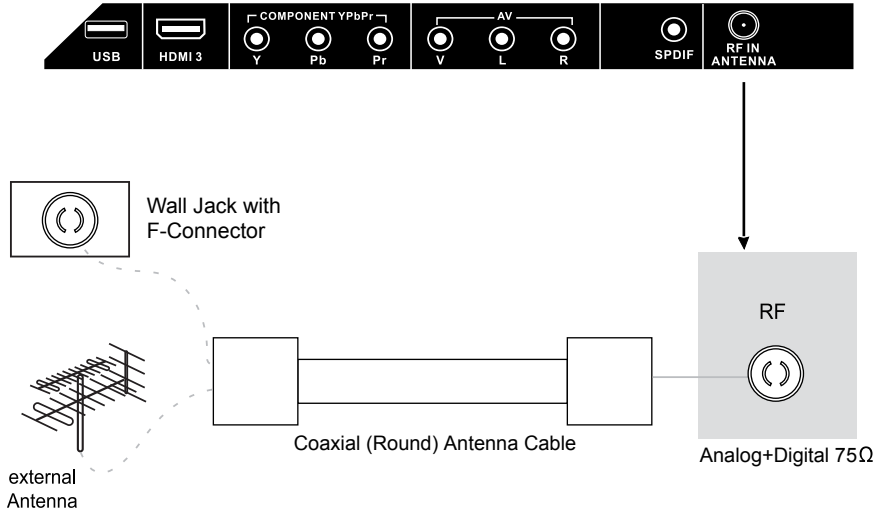 COMPONENT YPbPr
AV
USB
HDMI 3
Y
Pb
Pr
V
L
R
SPDIF
RF IN
ANTENNA
Wall Jack with
F-Connector
RF
Coaxial (Round) Antenna Cable
Analog+Digital 75Ω
external
Antenna